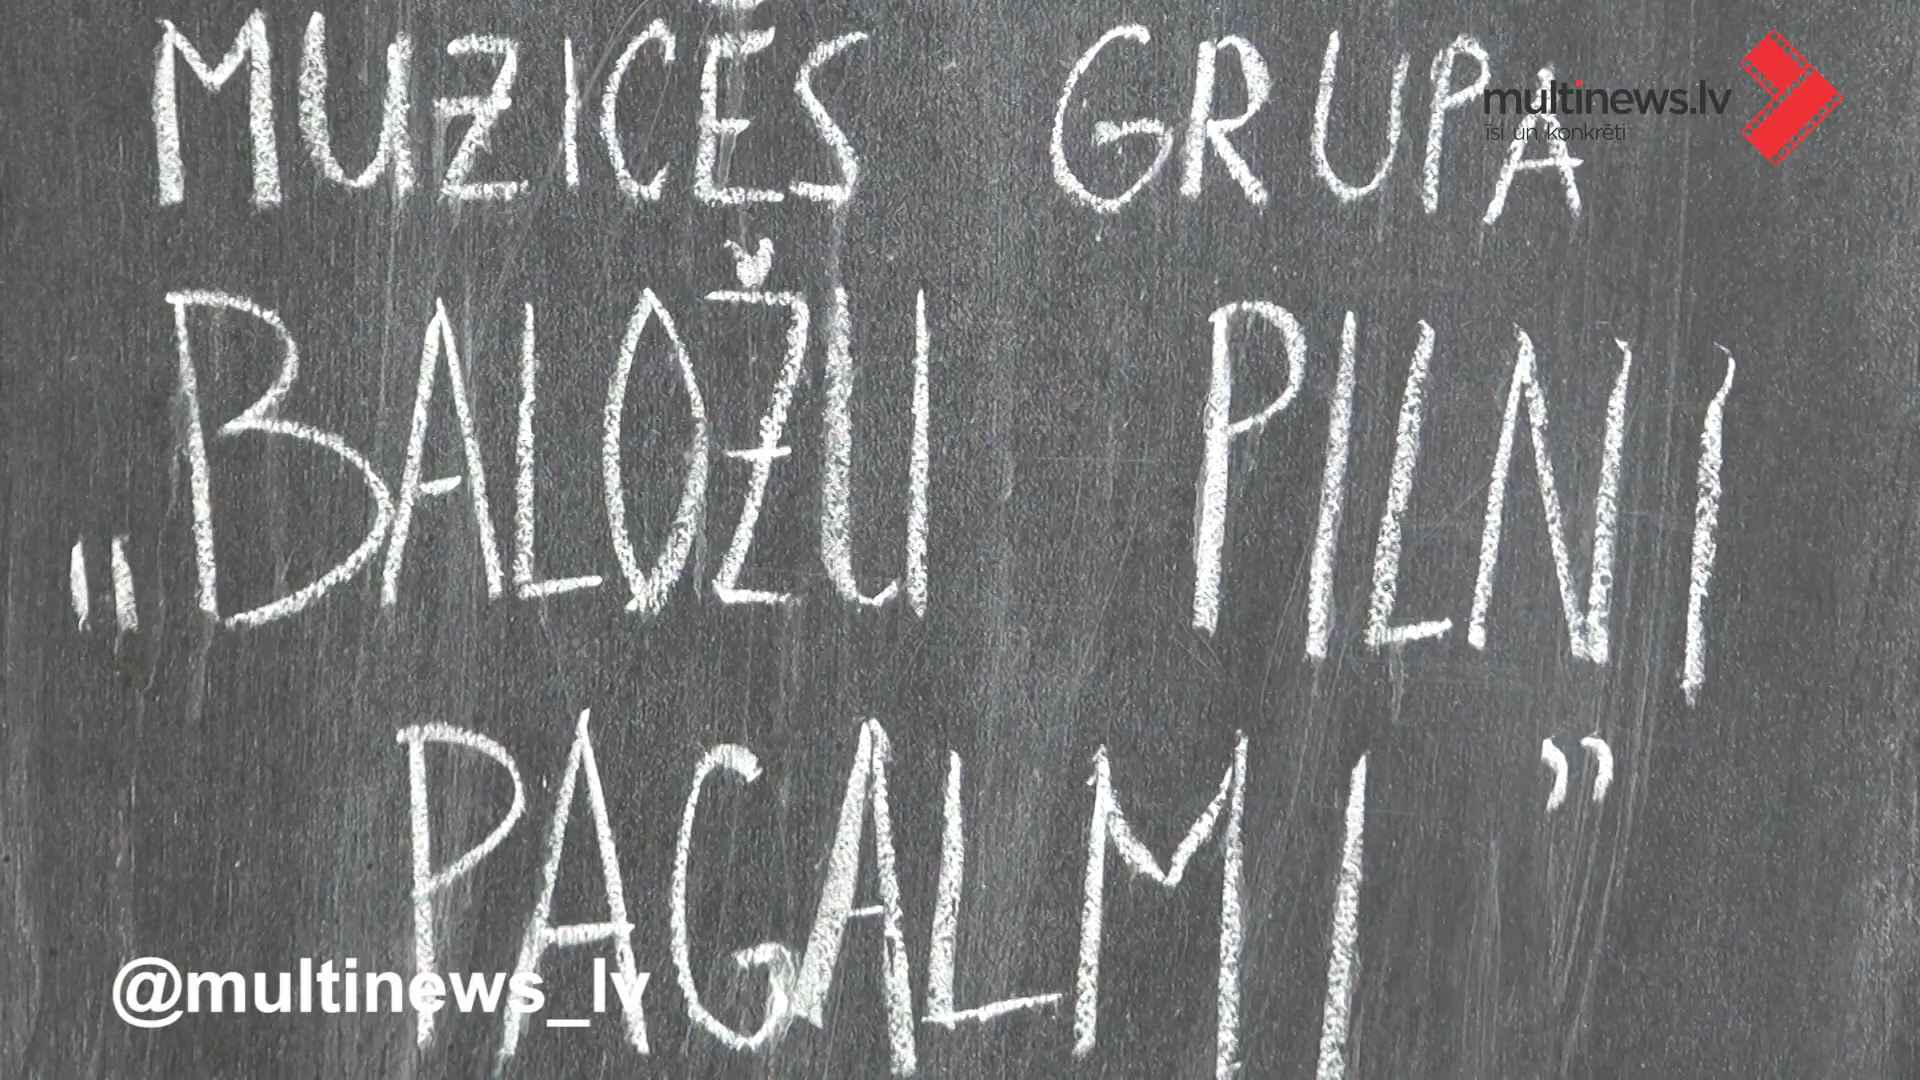 MUZICĒS GRUPA
multinews.lv
īsi un konkrēti
„BALOŽU PILNI
PAGALMI”
@multinews_lv